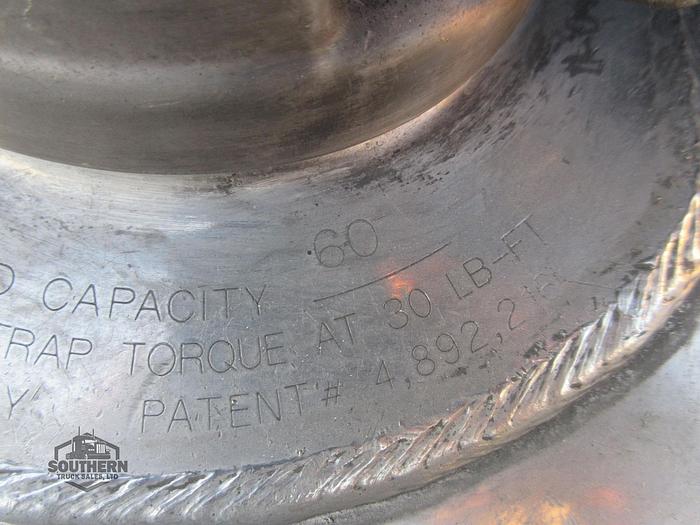 CAPACITY 60
TRAP TORQUE AT 30 LB-FT
Y PATENT# 4,892,2
SOUTHERN
TRUCK SALES, LTD